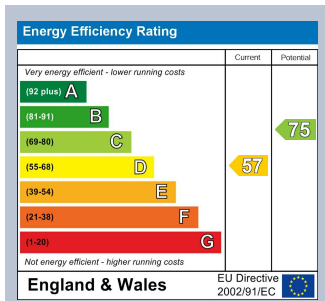 Energy Efficiency Rating
Current Potential
Very energy efficient - lower running costs
(92 plus) A
(81-91) B
(69-80) C
(55-68) D
(39-54) E
(21-38) F
(1-20) G
57
75
Not energy efficient - higher running costs
England & Wales
EU Directive
2002/91/EC